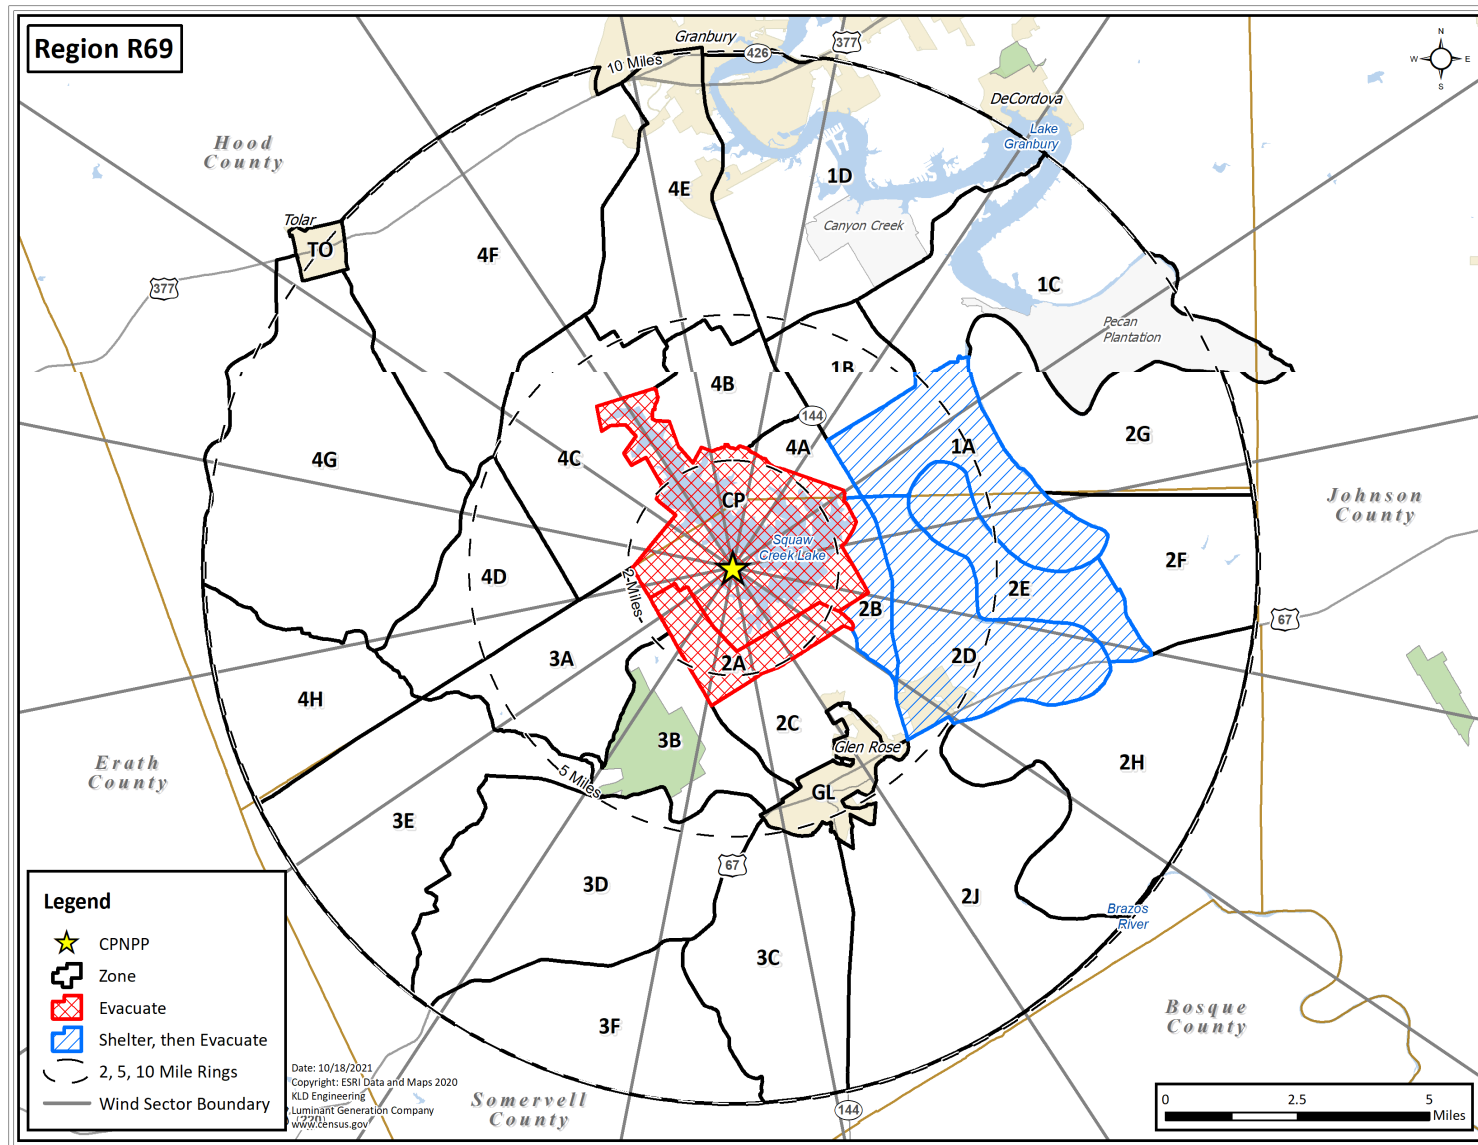 Region R69
Granbury
10 Miles
426
377
N
W
E
S
DeCordova
Lake
Granbury
Hood
County
4E
1D
Tolar
TO
4F
Canyon Creek
377
1C
Pecan
Plantation
1B
4B
144
4A
1A
2G
4G
4C
CP
Johnson
County
Squaw
Creek Lake
4D
2 Miles
2B
2E
2F
67
3A
2A
2D
4H
2C
3B
Glen Rose
2H
Erath
County
5 Miles
GL
3E
67
3D
2J
Brazos
River
3C
3F
Bosque
County
Legend
CPNPP
Zone
Evacuate
Shelter, then Evacuate
2, 5, 10 Mile Rings
Wind Sector Boundary
220
Date: 10/18/2021
Copyright: ESRI Data and Maps 2020
KLD Engineering
Luminant Generation Company
www.census.gov
Somervell
County
144
0
2.5
5
Miles